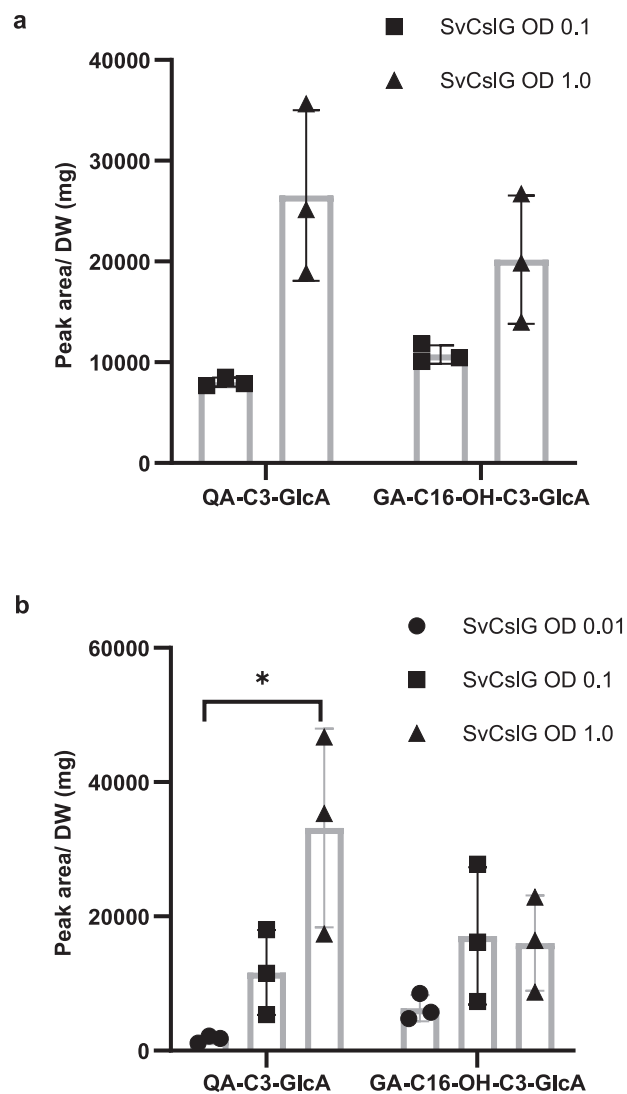 a
SvCslG OD 0.1
SvCslG OD 1.0
40000
30000
20000
10000
0
Peak area/ DW (mg)
QA-C3-GlcA
GA-C16-OH-C3-GlcA
b
SvCslG OD 0.01
SvCslG OD 0.1
SvCslG OD 1.0
60000
40000
20000
0
Peak area/ DW (mg)
*
QA-C3-GlcA
GA-C16-OH-C3-GlcA